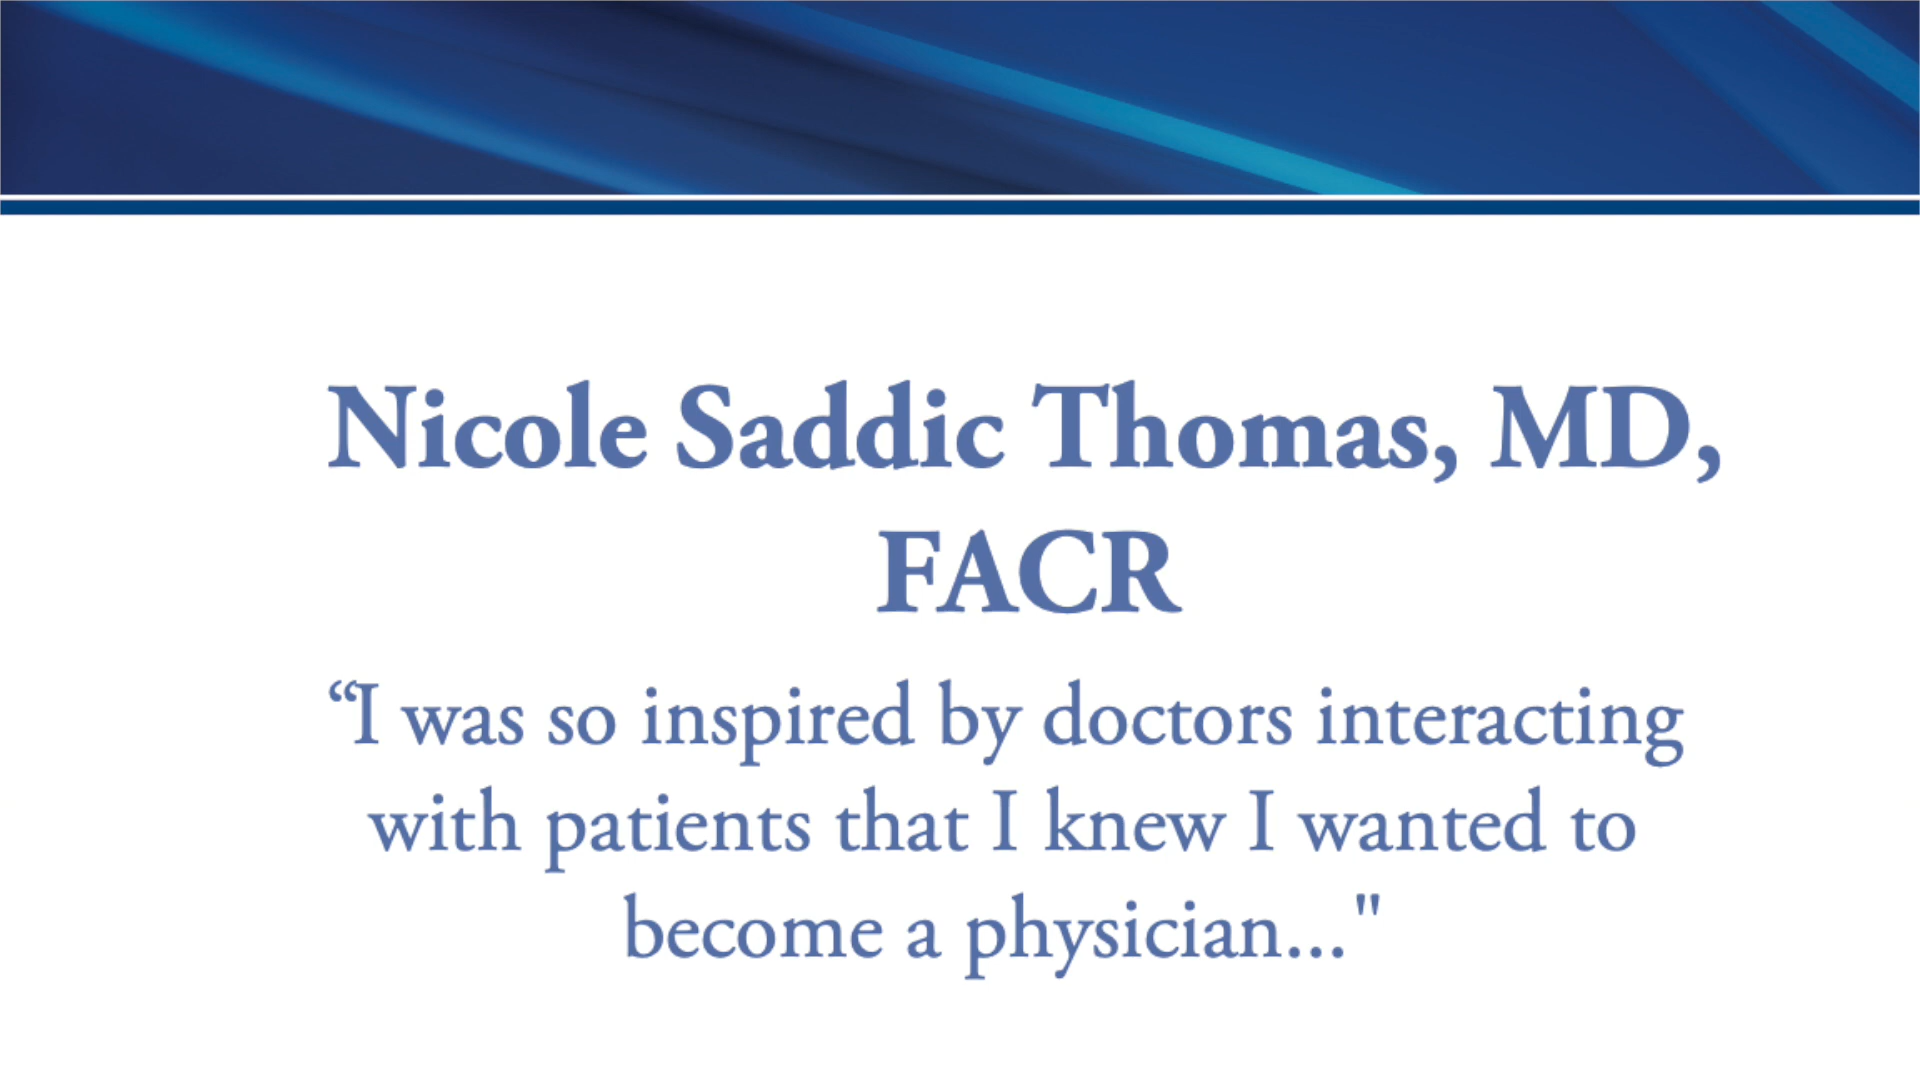 Nicole Saddic Thomas, MD,
FACR
“I was so inspired by doctors interacting
with patients that I knew I wanted to
become a physician..."